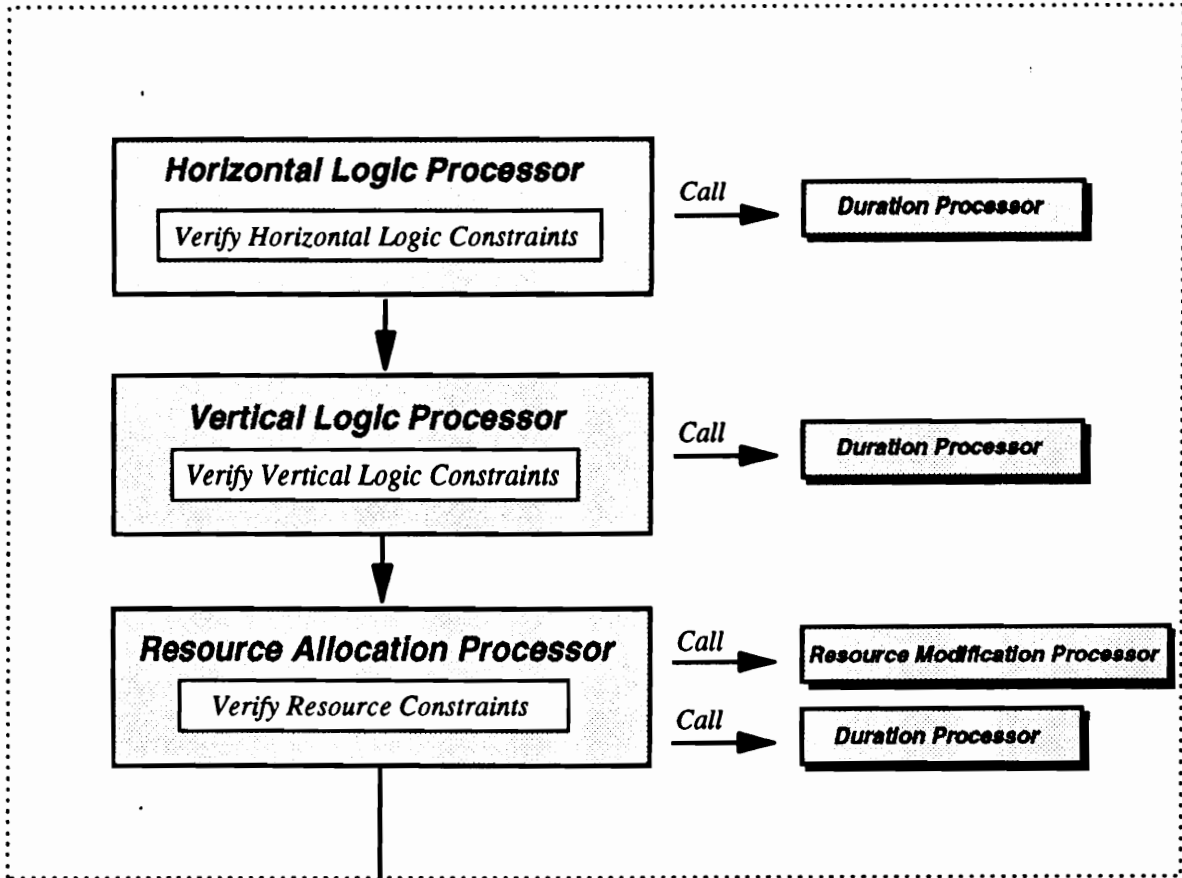 Horizontal Logic Processor
Verify Horizontal Logic Constraints
Call
Duration Processor
Vertical Logic Processor
Verify Vertical Logic Constraints
Call
Duration Processor
Resource Allocation Processor
Verify Resource Constraints
Call
Resource Modification Processor
Call
Duration Processor